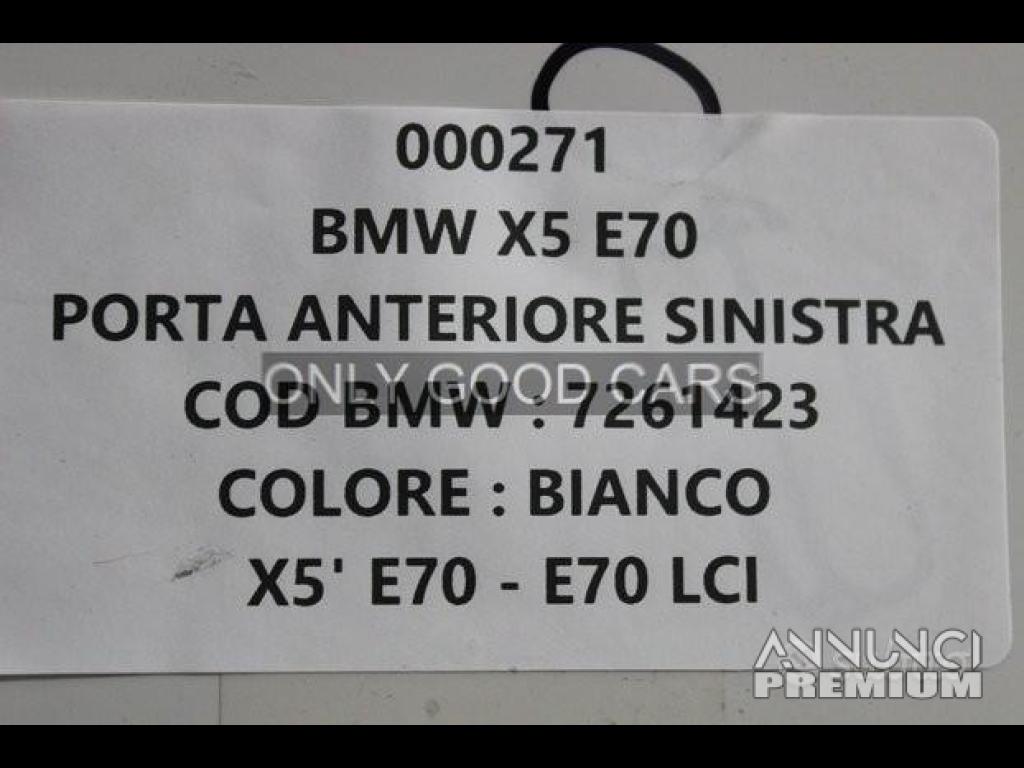 000271
BMW X5 E70
PORTA ANTERIORE SINISTRA
ONLY GOOD CARS
COD BMW : 7261423
COLORE : BIANCO
X5' E70 - E70 LCI
ANNUNCI
PREMIUM